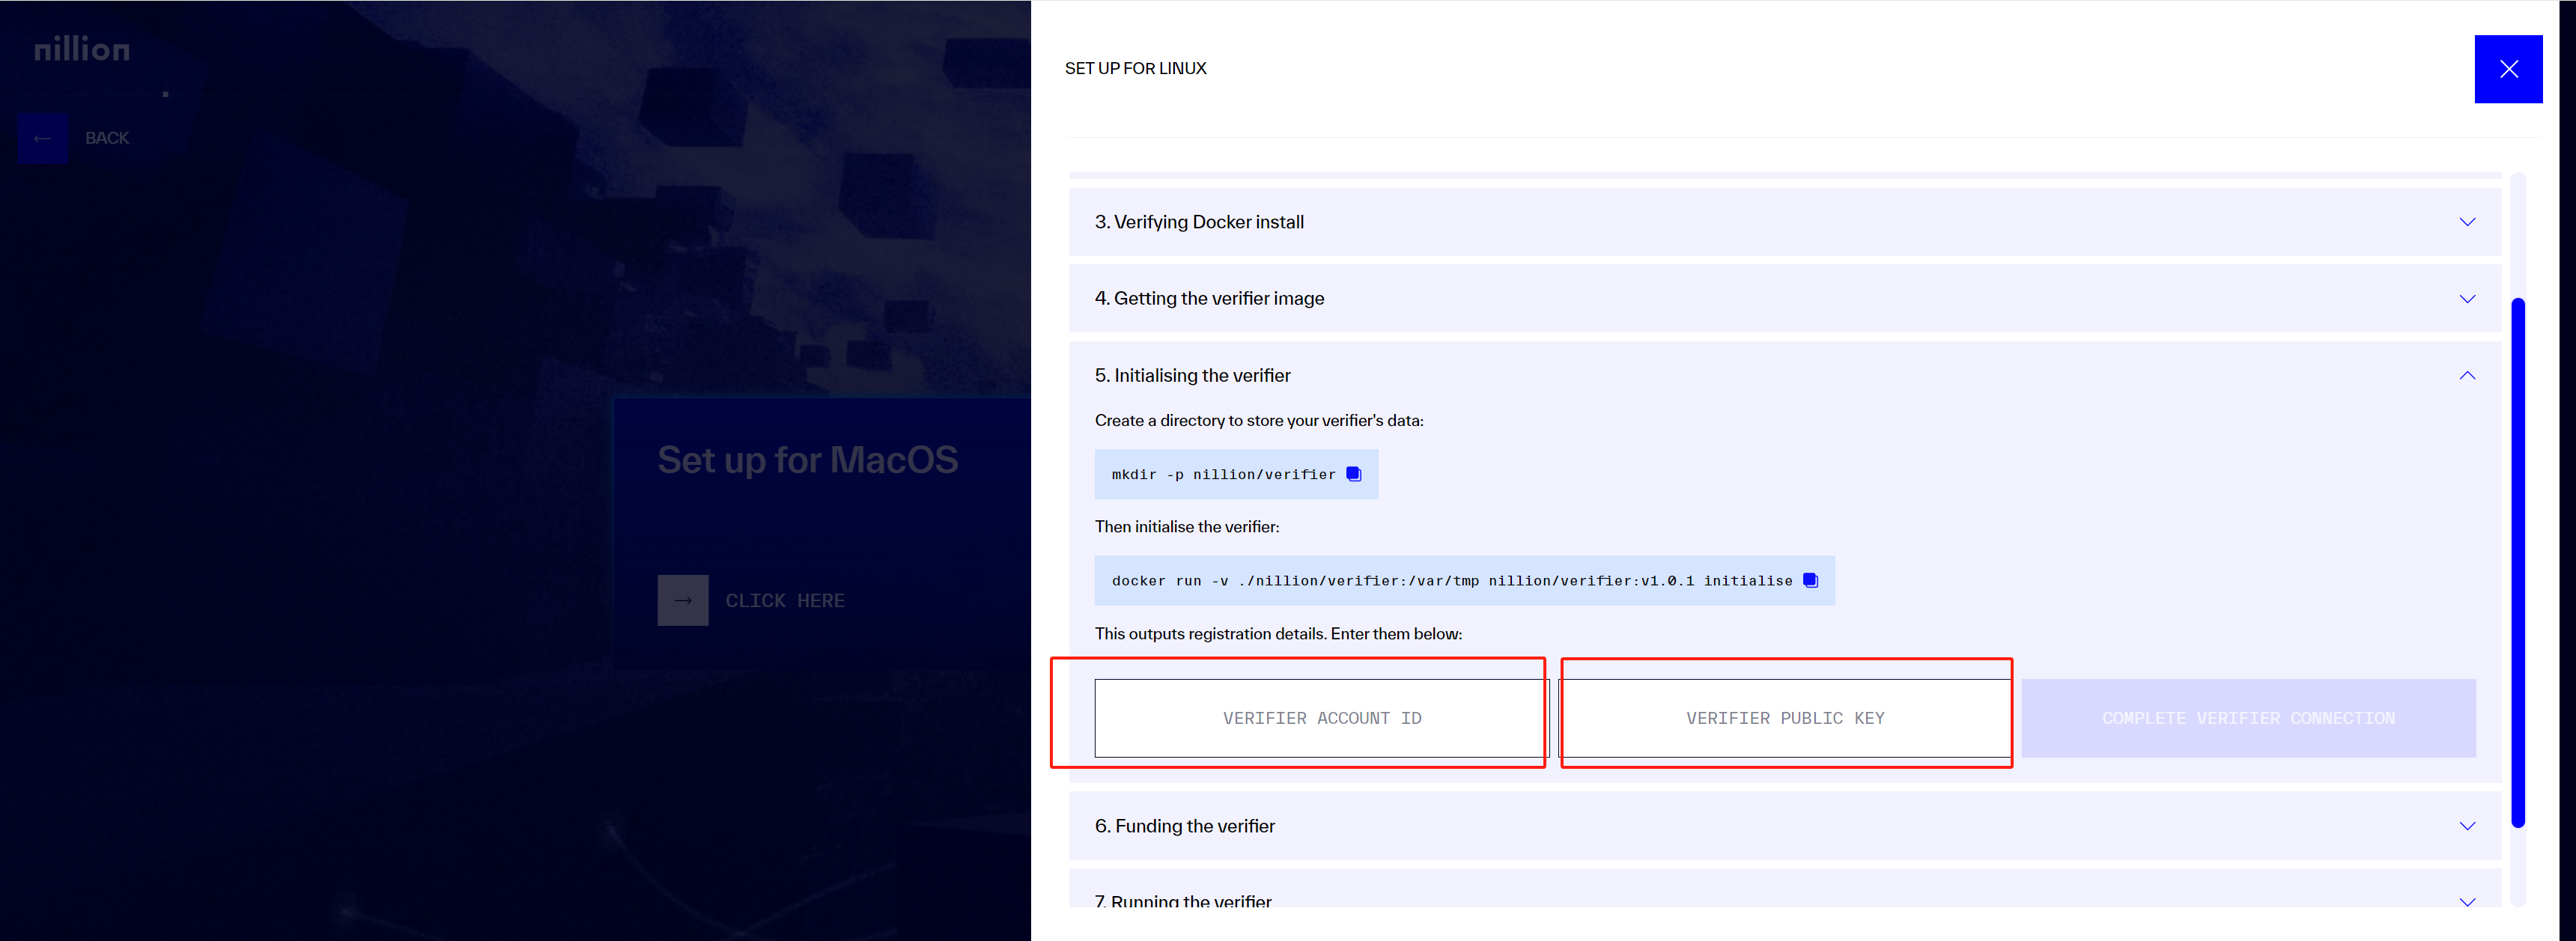 nillion
BACK
Set up for MacOS
CLICK HERE
SET UP FOR LINUX
3. Verifying Docker install
4. Getting the verifier image
5. Initialising the verifier
Create a directory to store your verifier's data:
mkdir -p nillion/verifier
Then initialise the verifier:
docker run -v ./nillion/verifier:/var/tmp nillion/verifier:v1.0.1 initialise
This outputs registration details. Enter them below:
VERIFIER ACCOUNT ID
VERIFIER PUBLIC KEY
COMPLETE VERIFIER CONNECTION
6. Funding the verifier
7. Running the verifier